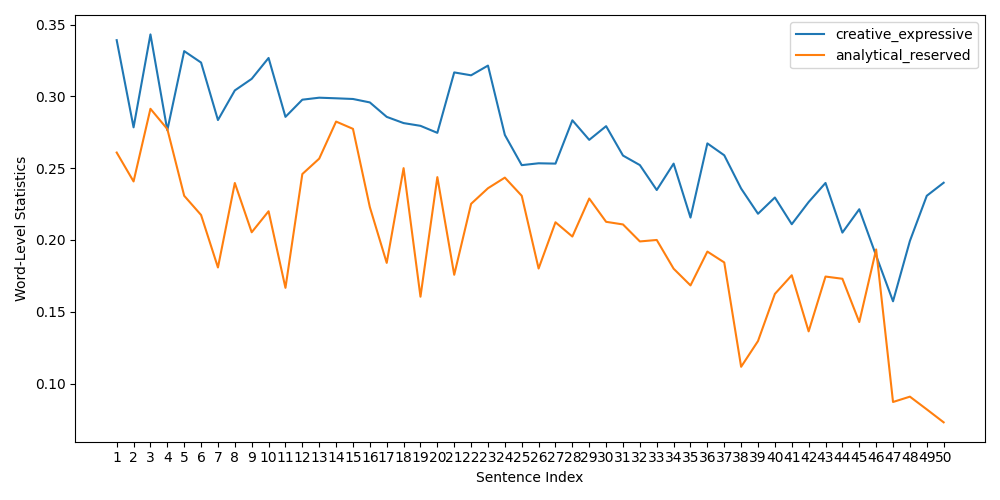 0.35
0.30
0.25
0.20
0.15
0.10
Word-Level Statistics
creative_expressive
analytical_reserved
1 2 3 4 5 6 7 8 9 10 11 12 13 14 15 16 17 18 19 20 21 22 23 24 25 26 27 28 29 30 31 32 33 34 35 36 37 38 39 40 41 42 43 44 45 46 47 48 49 50
Sentence Index